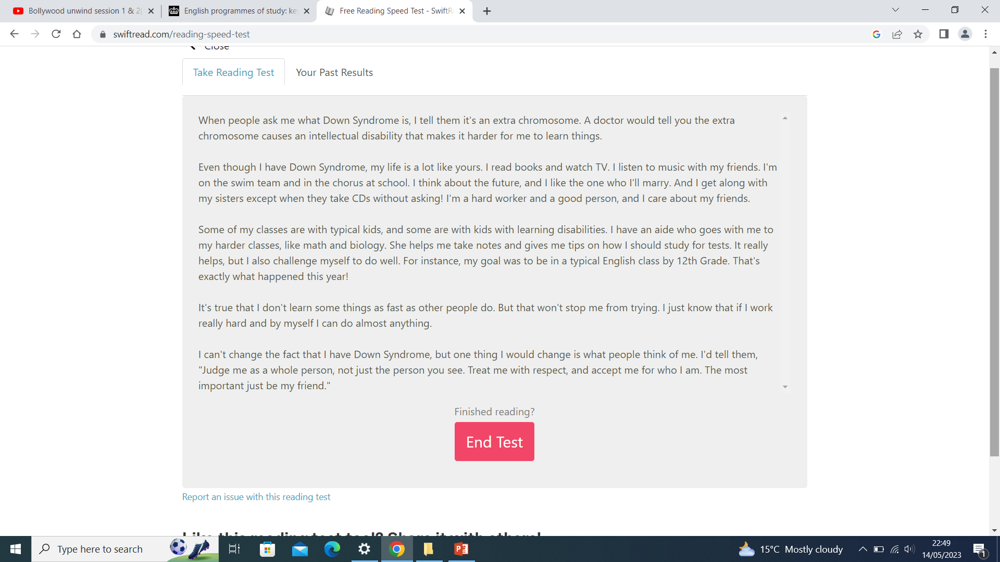 Bollywood unwind session 1 & 2
English programmes of study: ke
Free Reading Speed Test - SwiftR
swiftread.com/reading-speed-test
Close
Take Reading Test
Your Past Results
When people ask me what Down Syndrome is, I tell them it's an extra chromosome. A doctor would tell you the extra
chromosome causes an intellectual disability that makes it harder for me to learn things.
Even though I have Down Syndrome, my life is a lot like yours. I read books and watch TV. I listen to music with my friends. I'm
on the swim team and in the chorus at school. I think about the future, and I like the one who I'll marry. And I get along with
my sisters except when they take CDs without asking! I'm a hard worker and a good person, and I care about my friends.
Some of my classes are with typical kids, and some are with kids with learning disabilities. I have an aide who goes with me to
my harder classes, like math and biology. She helps me take notes and gives me tips on how I should study for tests. It really
helps, but I also challenge myself to do well. For instance, my goal was to be in a typical English class by 12th Grade. That's
exactly what happened this year!
It's true that I don't learn some things as fast as other people do. But that won't stop me from trying. I just know that if I work
really hard and by myself I can do almost anything.
I can't change the fact that I have Down Syndrome, but one thing I would change is what people think of me. I'd tell them,
"Judge me as a whole person, not just the person you see. Treat me with respect, and accept me for who I am. The most
important just be my friend."
Finished reading?
End Test
Report an issue with this reading test
Like this reading test tool? Share it with others!
Type here to search
15°C Mostly cloudy
22:49
14/05/2023
1